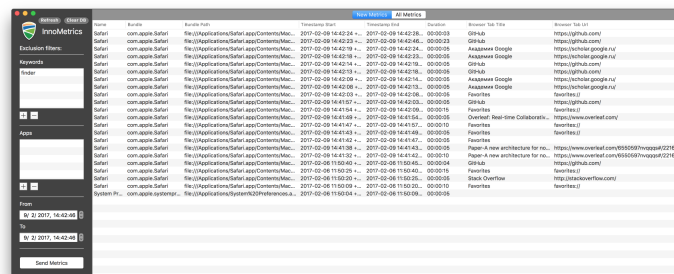 New Metrics All Metrics
Refresh Clear DB
InnoMetrics
Exclusion filters:
Keywords
finder
Apps
From
9/ 2/ 2017, 14:42:46
To
9/ 2/ 2017, 14:42:46
Send Metrics
Name Bundle Bundle Path Timestamp Start Timestamp End Duration Browser Tab Title Browser Tab Url
Safari com.apple.Safari file:///Applications/Safari.app/Contents/Mac... 2017-02-09 14:42:24 +... 2017-02-09 14:42:28... 00:00:03 GitHub https://github.com/
Safari com.apple.Safari file:///Applications/Safari.app/Contents/Mac... 2017-02-09 14:42:22 +... 2017-02-09 14:42:46... 00:00:23 GitHub https://github.com/
Safari com.apple.Safari file:///Applications/Safari.app/Contents/Mac... 2017-02-09 14:42:19 +... 2017-02-09 14:42:24... 00:00:05 Академия Google https://scholar.google.ru/
Safari com.apple.Safari file:///Applications/Safari.app/Contents/Mac... 2017-02-09 14:42:18 +... 2017-02-09 14:42:23... 00:00:05 Академия Google https://scholar.google.ru/
Safari com.apple.Safari file:///Applications/Safari.app/Contents/Mac... 2017-02-09 14:42:14 +... 2017-02-09 14:42:19... 00:00:05 GitHub https://github.com/
Safari com.apple.Safari file:///Applications/Safari.app/Contents/Mac... 2017-02-09 14:42:13 +... 2017-02-09 14:42:18... 00:00:05 GitHub https://github.com/
Safari com.apple.Safari file:///Applications/Safari.app/Contents/Mac... 2017-02-09 14:42:09 +... 2017-02-09 14:42:14... 00:00:05 Академия Google https://scholar.google.ru/
Safari com.apple.Safari file:///Applications/Safari.app/Contents/Mac... 2017-02-09 14:42:08 +... 2017-02-09 14:42:13... 00:00:05 Академия Google https://scholar.google.ru/
Safari com.apple.Safari file:///Applications/Safari.app/Contents/Mac... 2017-02-09 14:42:03 +... 2017-02-09 14:42:08... 00:00:05 Favorites favorites://
Safari com.apple.Safari file:///Applications/Safari.app/Contents/Mac... 2017-02-09 14:41:57 +... 2017-02-09 14:42:03... 00:00:05 GitHub https://github.com/
Safari com.apple.Safari file:///Applications/Safari.app/Contents/Mac... 2017-02-09 14:41:54 +... 2017-02-09 14:42:09... 00:00:15 Favorites favorites://
Safari com.apple.Safari file:///Applications/Safari.app/Contents/Mac... 2017-02-09 14:41:49 +... 2017-02-09 14:41:54... 00:00:05 Overleaf: Real-time Collaborativ... https://www.overleaf.com/
Safari com.apple.Safari file:///Applications/Safari.app/Contents/Mac... 2017-02-09 14:41:47 +... 2017-02-09 14:41:57... 00:00:10 Favorites favorites://
Safari com.apple.Safari file:///Applications/Safari.app/Contents/Mac... 2017-02-09 14:41:43 +... 2017-02-09 14:41:49... 00:00:05 Favorites favorites://
Safari com.apple.Safari file:///Applications/Safari.app/Contents/Mac... 2017-02-09 14:41:42 +... 2017-02-09 14:41:47... 00:00:05 Favorites
Safari com.apple.Safari file:///Applications/Safari.app/Contents/Mac... 2017-02-09 14:41:38 +... 2017-02-09 14:41:43... 00:00:05 Paper-A new architecture for no... https://www.overleaf.com/
Safari com.apple.Safari file:///Applications/Safari.app/Contents/Mac... 2017-02-09 14:41:32 +... 2017-02-09 14:41:42... 00:00:10 Paper-A new architecture for no... https://www.overleaf.com/
Safari com.apple.Safari file:///Applications/Safari.app/Contents/Mac... 2017-02-06 11:50:40 +... 2017-02-06 11:50:45... 00:00:04 GitHub https://github.com/
Safari com.apple.Safari file:///Applications/Safari.app/Contents/Mac... 2017-02-06 11:50:25 +... 2017-02-06 11:50:40... 00:00:15 Favorites favorites://
Safari com.apple.Safari file:///Applications/Safari.app/Contents/Mac... 2017-02-06 11:50:20 +... 2017-02-06 11:50:25... 00:00:05 Stack Overflow http://stackoverflow.com/
Safari com.apple.Safari file:///Applications/Safari.app/Contents/Mac... 2017-02-06 11:50:09 +... 2017-02-06 11:50:20... 00:00:10 Favorites favorites://
System Pr... com.apple.systempr... file:///Applications/System%20Preferences.a... 2017-02-06 11:50:04 +... 2017-02-06 11:50:09... 00:00:05